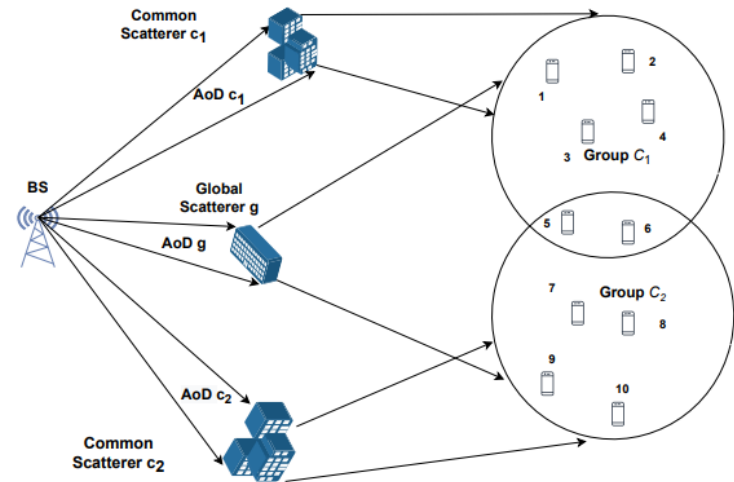 Common
Scatterer c1
AoD c1
BS
Global
Scatterer g
AoD g
AoD c2
Common
Scatterer c2
1
2
3
4
Group C1
5
6
Group C2
7
8
9
10